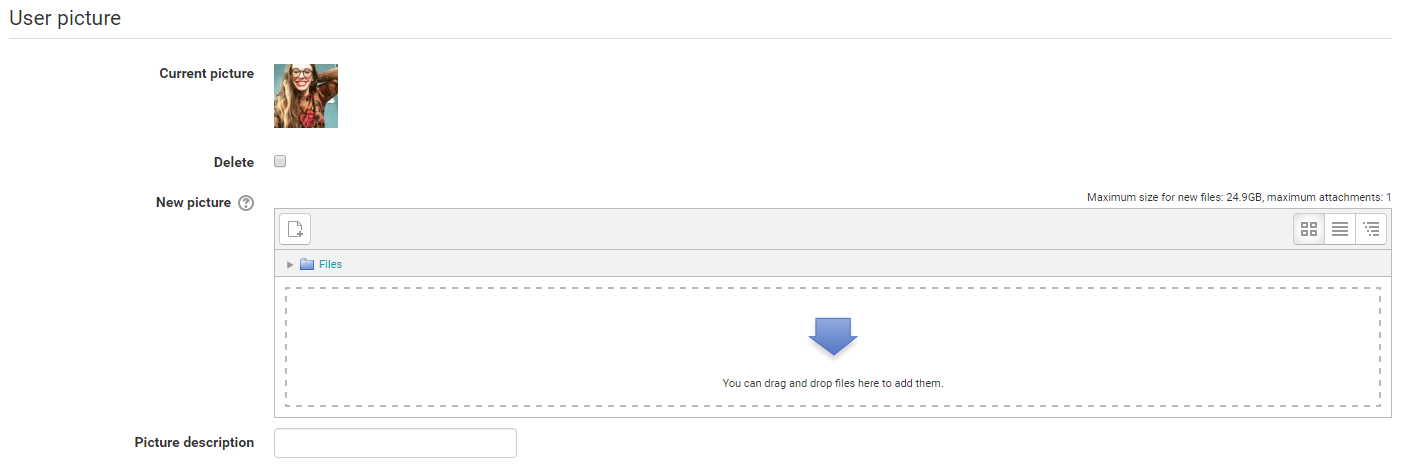 User picture
Current picture
Delete
New picture
Maximum size for new files: 24.9GB, maximum attachments: 1
Files
You can drag and drop files here to add them.
Picture description